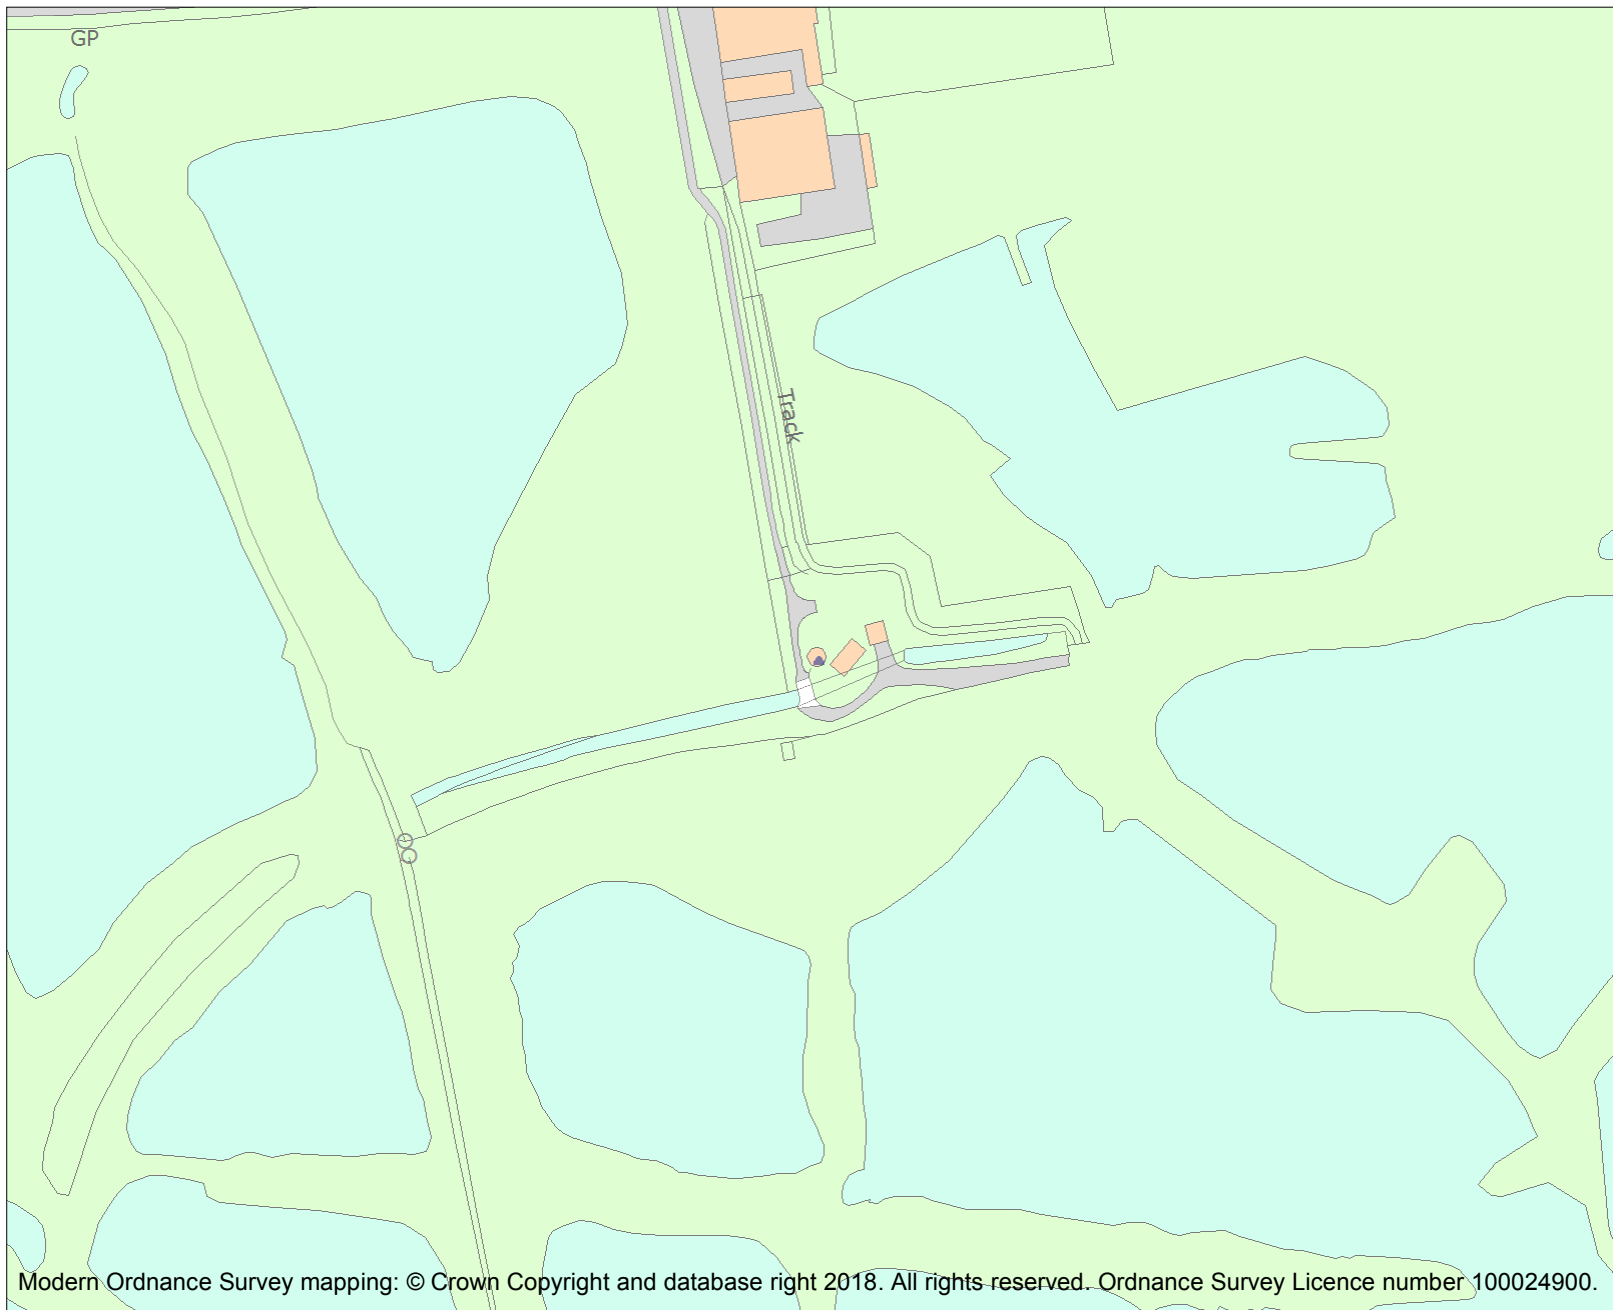 GP
Track
Modern Ordnance Survey mapping: © Crown Copyright and database right 2018. All rights reserved. Ordnance Survey Licence number 100024900.